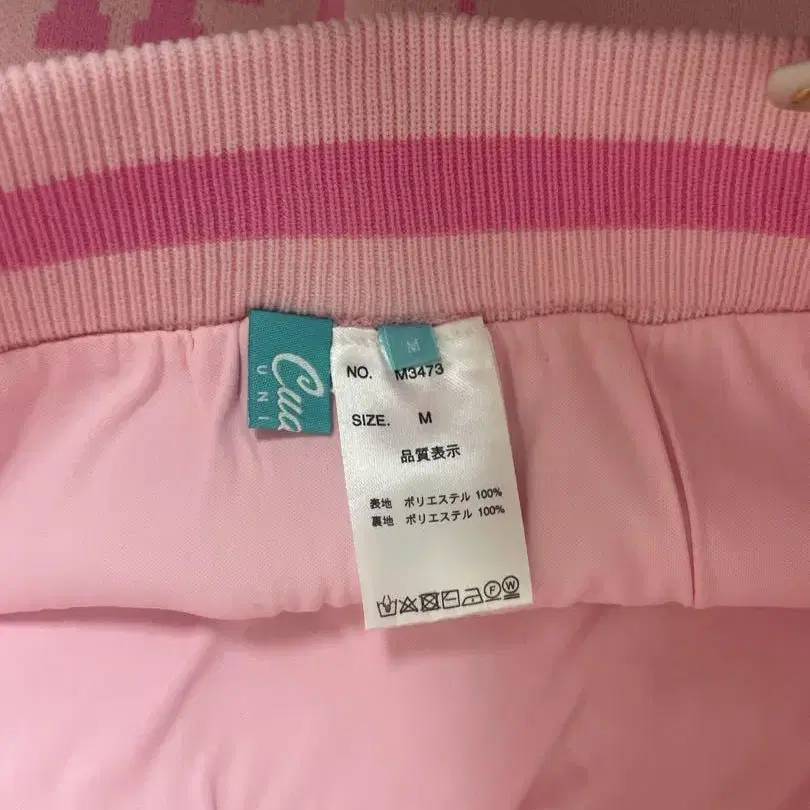 M
NO. M3473
SIZE. M
品質表示
表地 ポリエステル 100%
裏地 ポリエステル 100%
F W